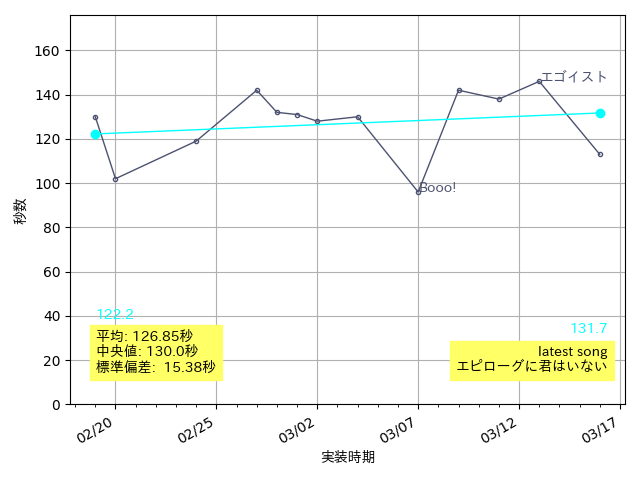 160
140
120
100
80
60
40
20
0
秒数
エゴイスト
Booo!
122.2
平均: 126.85秒
中央値: 130.0秒
標準偏差: 15.38秒
131.7
latest song
エピローグに君はいない
02/20
02/25
03/02
03/07
03/12
03/17
実装時期